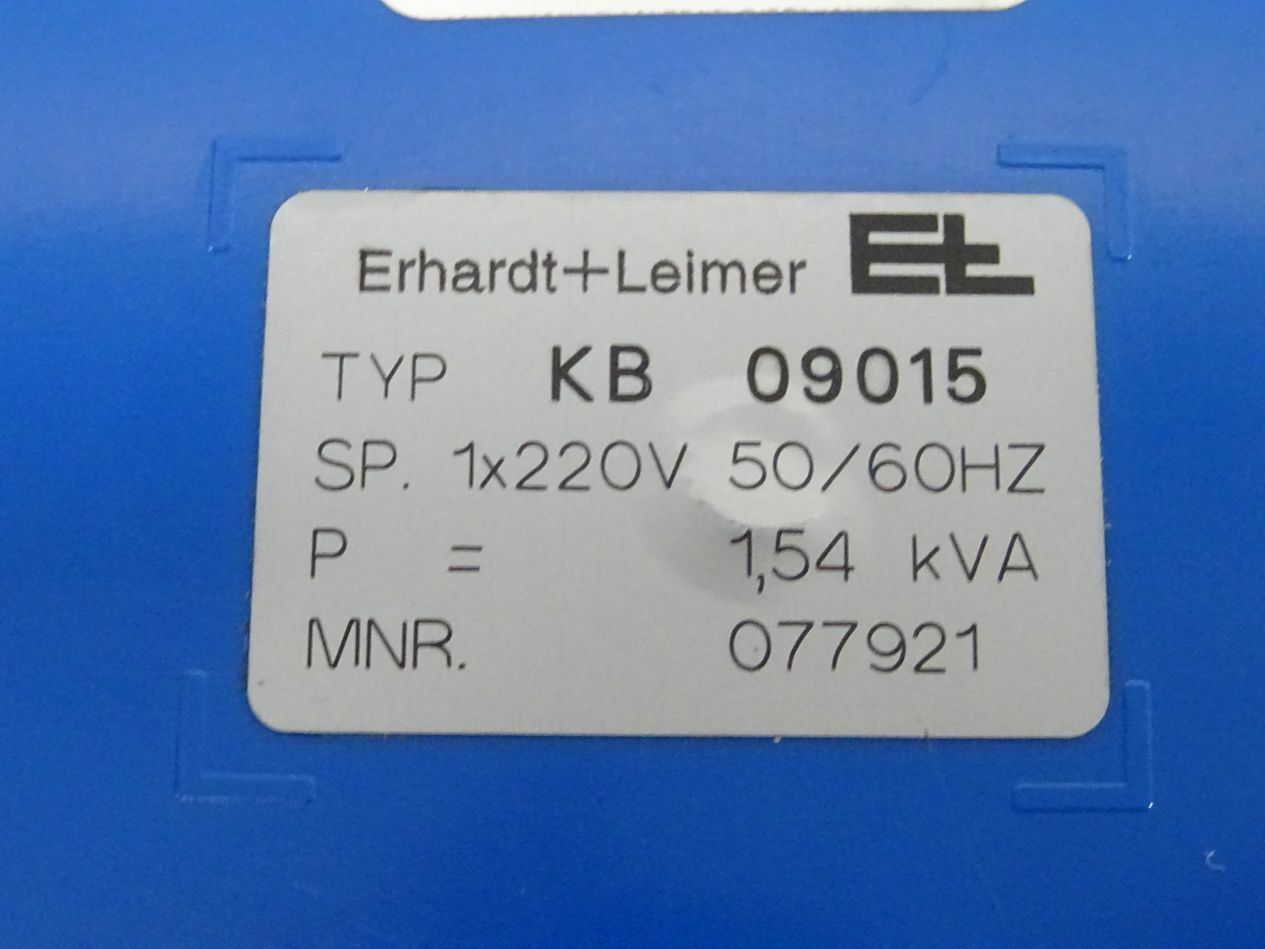 Erhardt+Leimer E+L
TYP KB 09015
SP. 1x220V 50/60HZ
P = 1,54 kVA
MNR. 077921